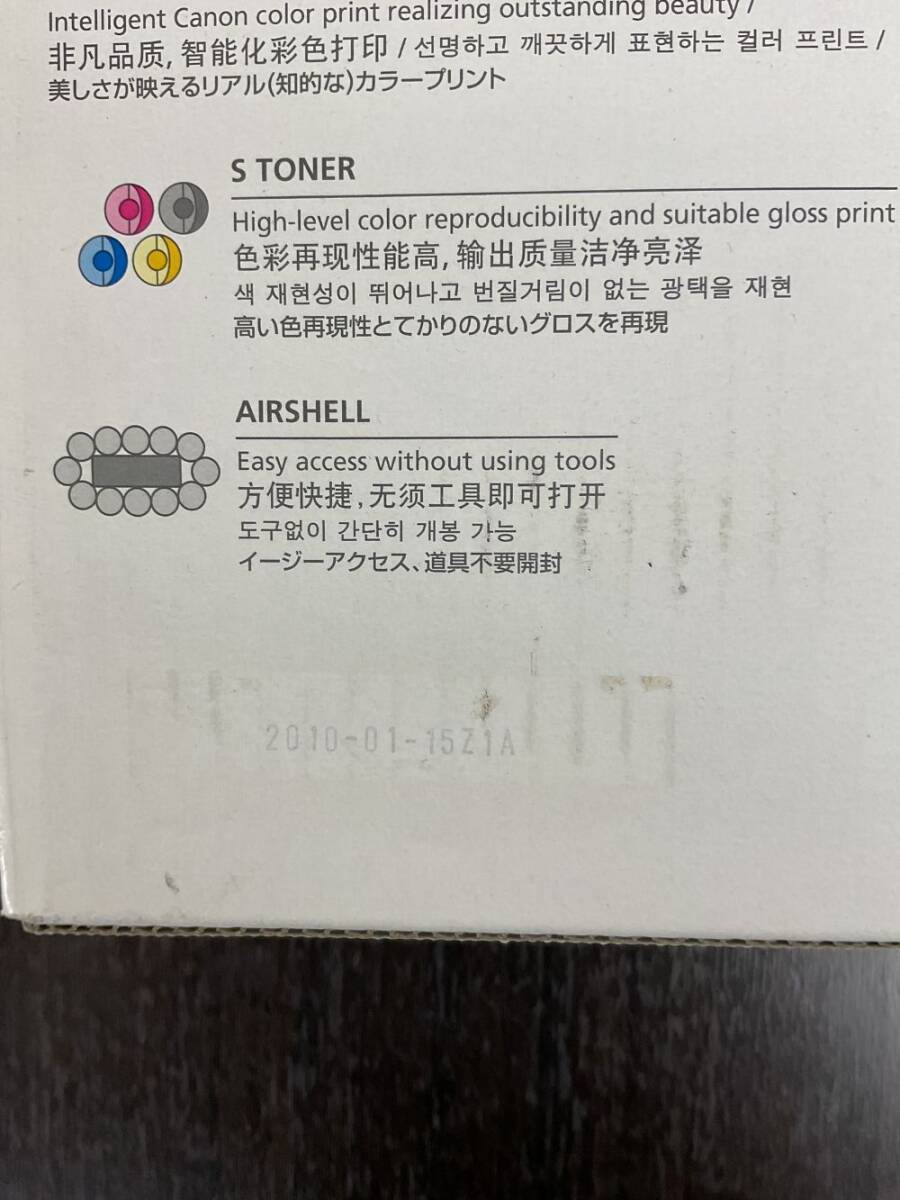 Intelligent Canon color print realizing outstanding beauty /
非凡品质, 智能化彩色打印 / 선명하고 깨끗하게 표현하는 컬러 프린트 /
美しさが映えるリアル(知的な)カラープリント
S TONER
High-level color reproducibility and suitable gloss print
色彩再现性能高, 输出质量洁净亮泽
색 재현성이 뛰어나고 번질거림이 없는 광택을 재현
高い色再現性とてかりのないグロスを再現
AIRSHELL
Easy access without using tools
方便快捷, 无须工具即可打开
도구없이 간단히 개봉 가능
イージーアクセス、道具不要開封
2010-01-15Z1A